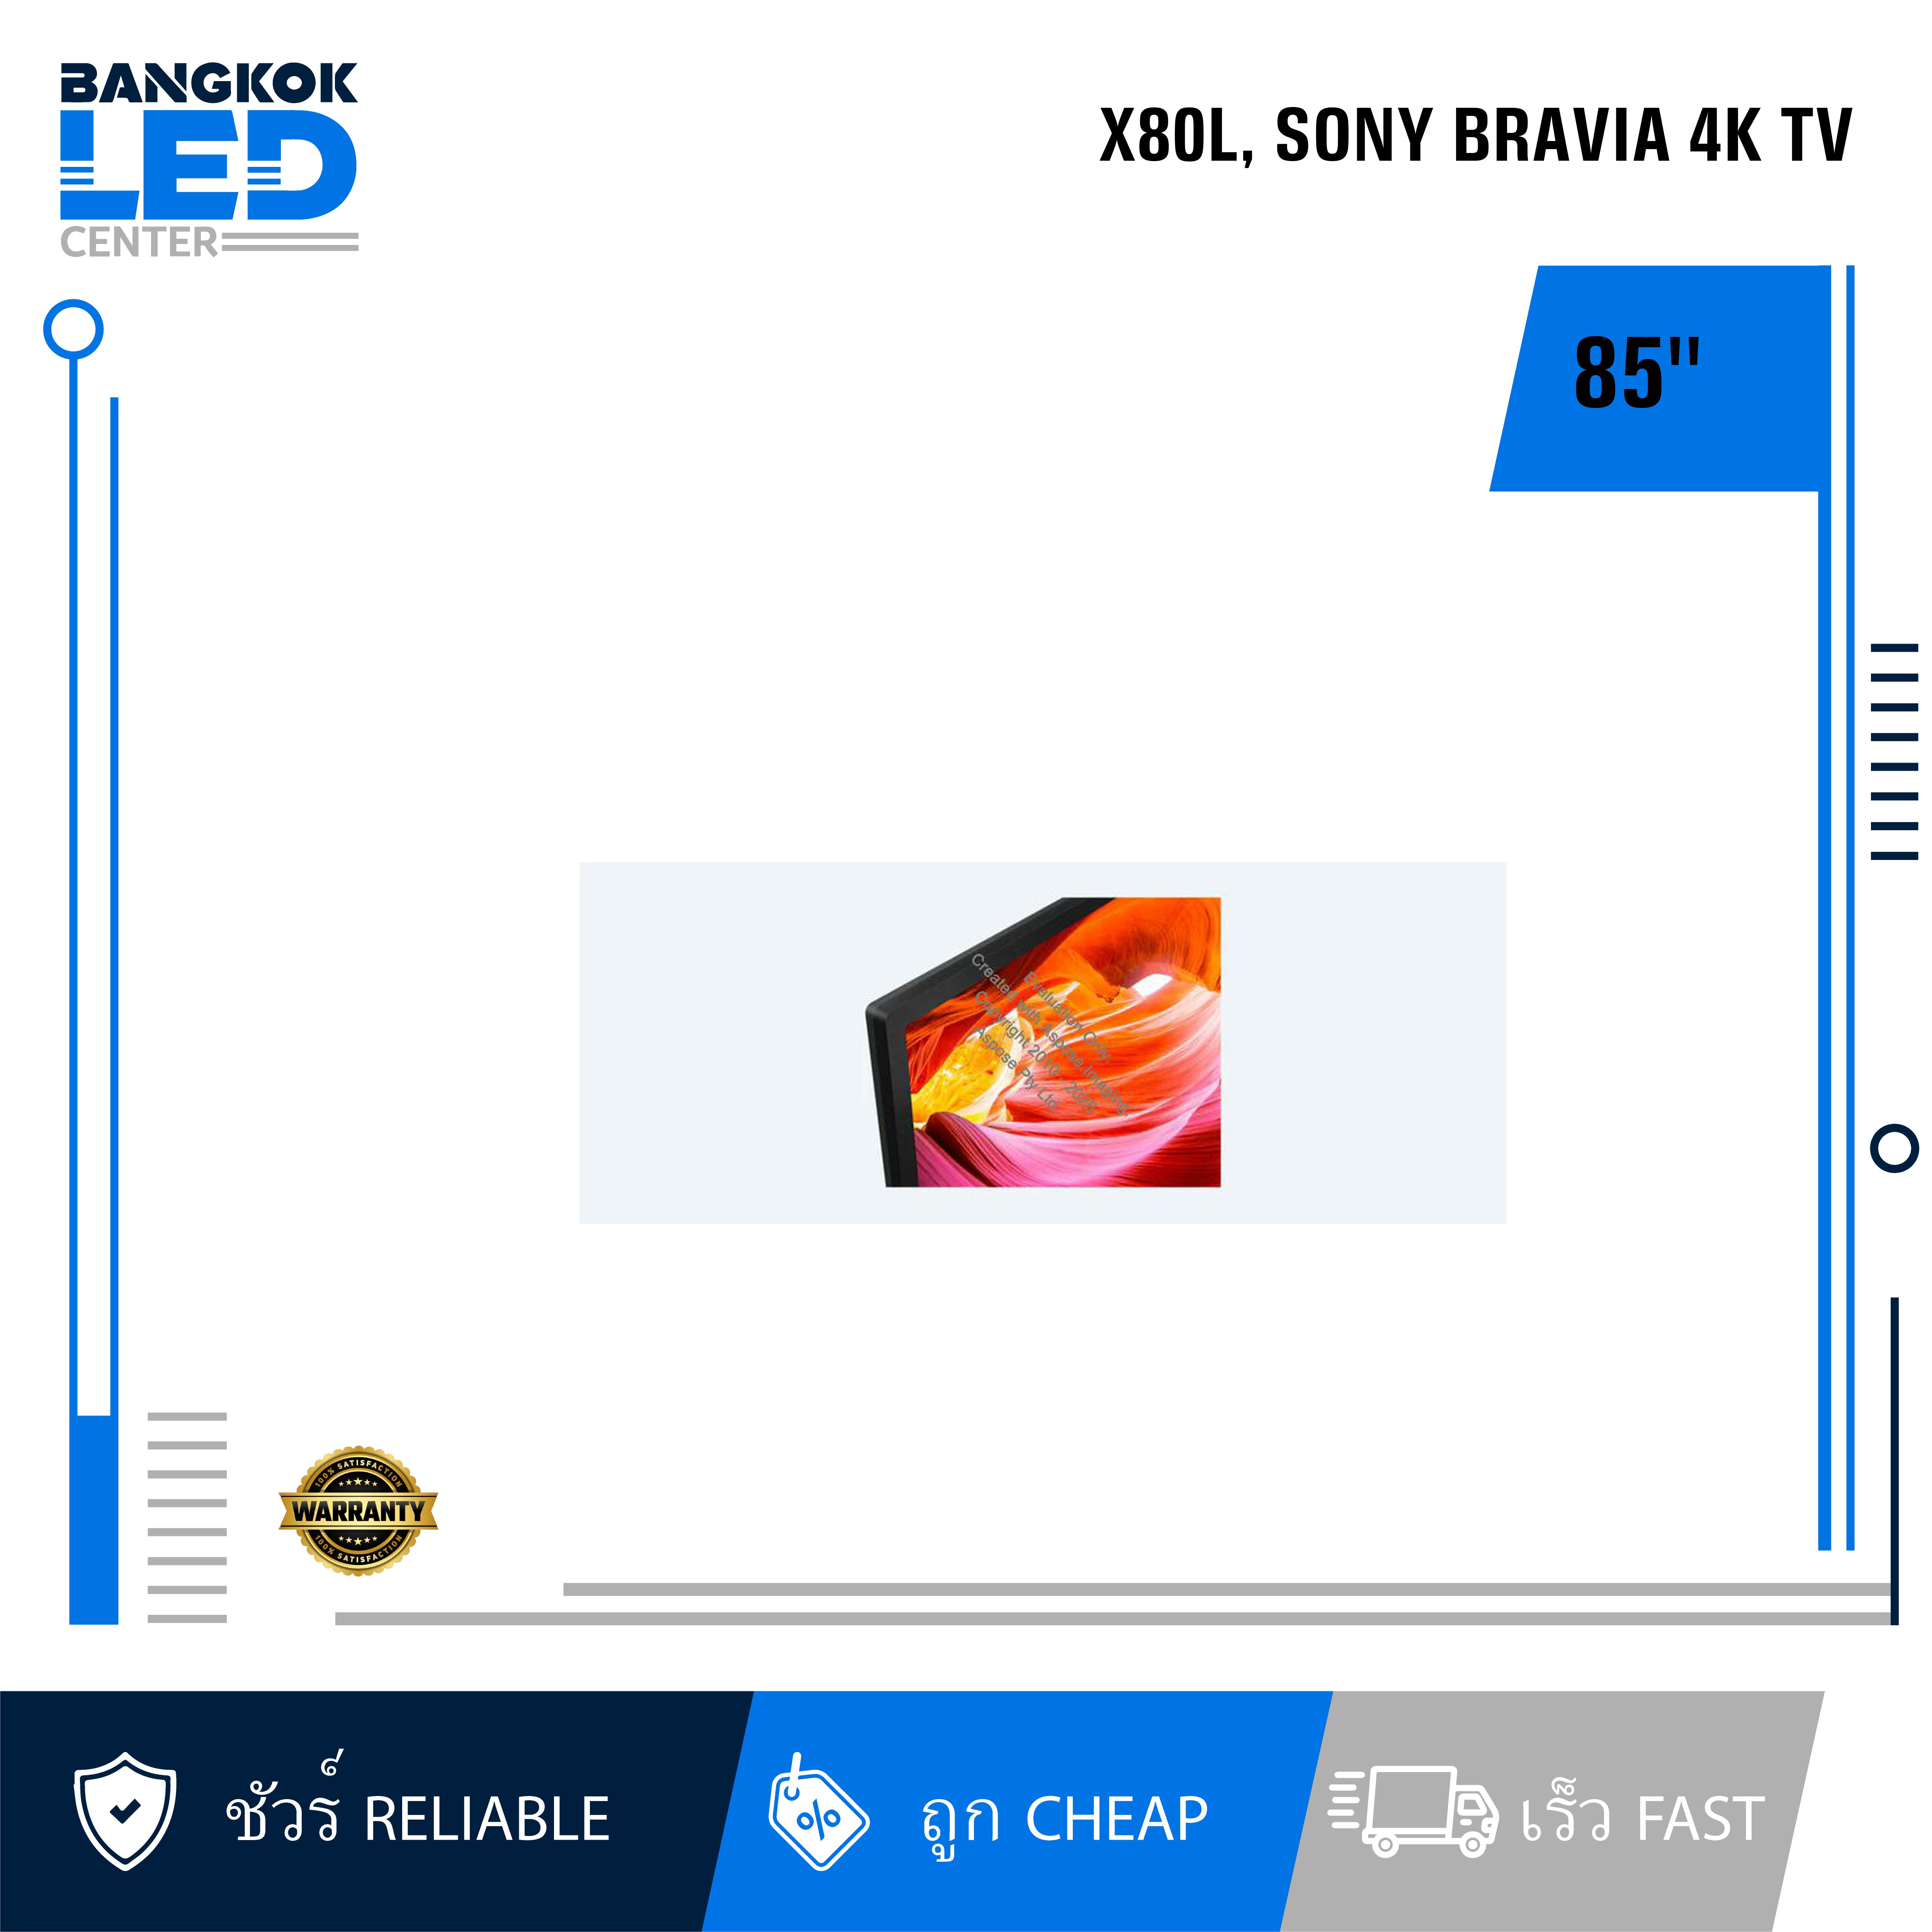 BANGKOK
LED
CENTER
X80L, SONY BRAVIA 4K TV
85"
Evaluation Only.
Created with Aspose.Imaging.
Copyright 2010 - 2025
Aspose Pty Ltd.
100% SATISFACTION
WARRANTY
100% SATISFACTION
ชัวร์ RELIABLE
%
ถูก CHEAP
เร็ว FAST